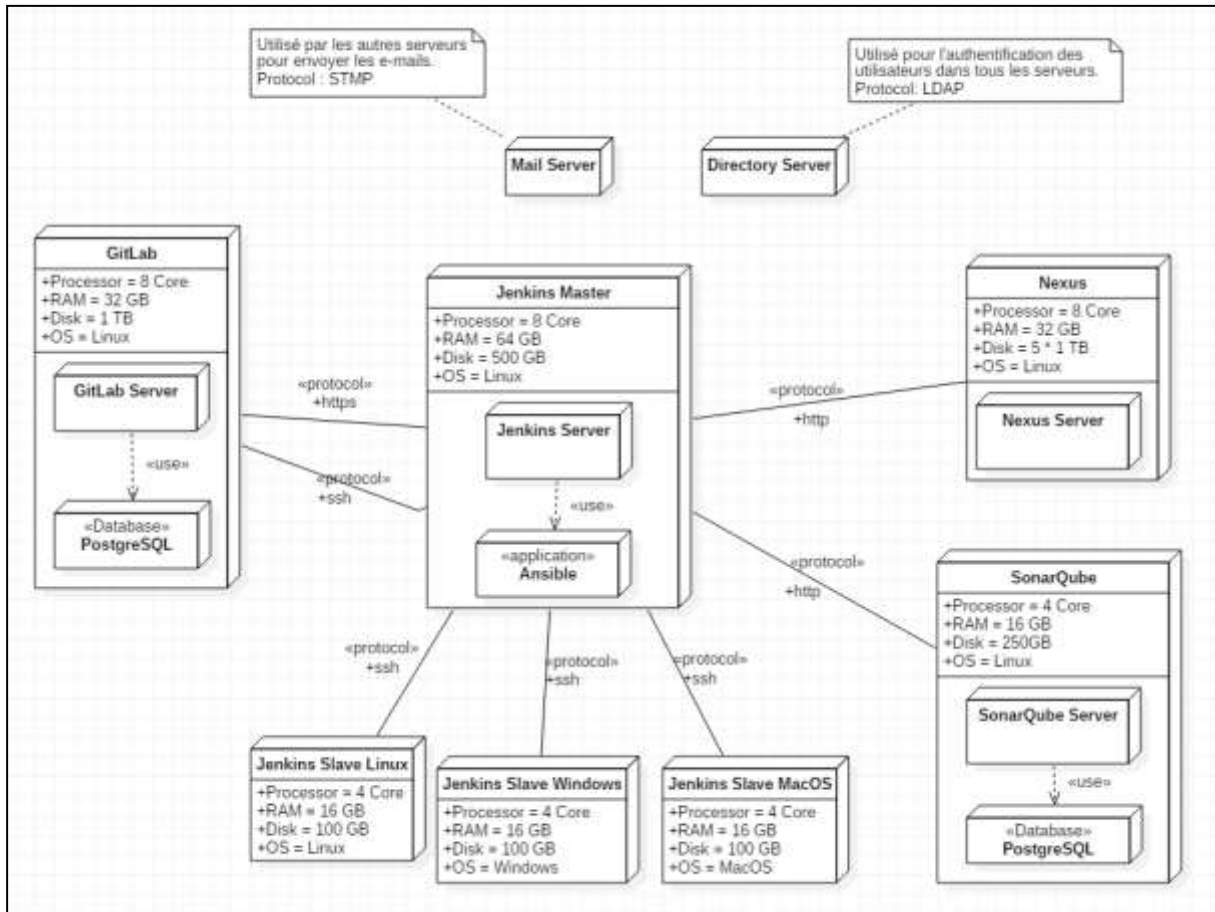 Utilisé par les autres serveurs
pour envoyer les e-mails.
Protocol : STMP
Utilisé pour l'authentification des
utilisateurs dans tous les serveurs.
Protocol: LDAP
Mail Server
Directory Server
GitLab
+Processor = 8 Core
+RAM = 32 GB
+Disk = 1 TB
+OS = Linux
GitLab Server
«use»
«Database»
PostgreSQL
«protocol»
+https
«protocol»
+ssh
Jenkins Master
+Processor = 8 Core
+RAM = 64 GB
+Disk = 500 GB
+OS = Linux
Jenkins Server
«use»
«application»
Ansible
«protocol»
+http
Nexus
+Processor = 8 Core
+RAM = 32 GB
+Disk = 5 * 1 TB
+OS = Linux
Nexus Server
«protocol»
+http
SonarQube
+Processor = 4 Core
+RAM = 16 GB
+Disk = 250GB
+OS = Linux
SonarQube Server
«use»
«Database»
PostgreSQL
«protocol»
+ssh
«protocol»
+ssh
«protocol»
+ssh
Jenkins Slave Linux
+Processor = 4 Core
+RAM = 16 GB
+Disk = 100 GB
+OS = Linux
Jenkins Slave Windows
+Processor = 4 Core
+RAM = 16 GB
+Disk = 100 GB
+OS = Windows
Jenkins Slave MacOS
+Processor = 4 Core
+RAM = 16 GB
+Disk = 100 GB
+OS = MacOS